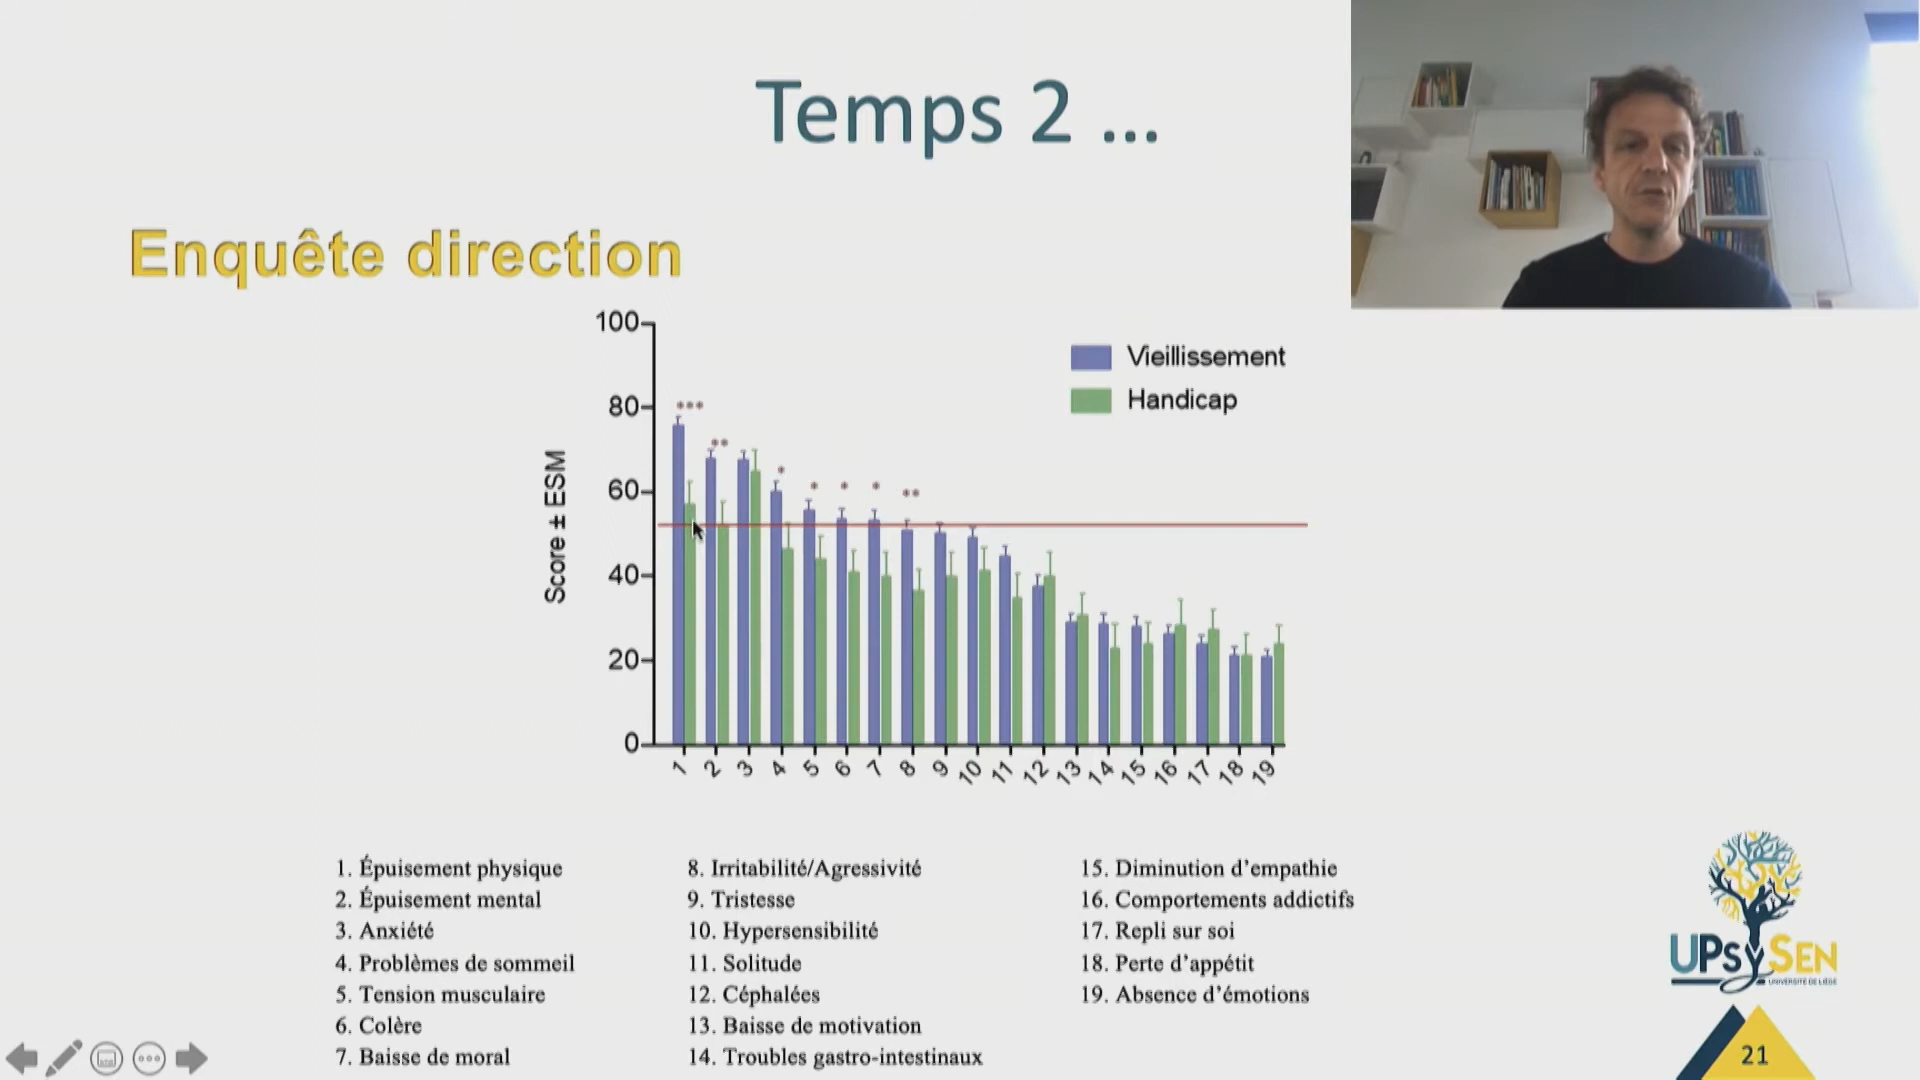 Temps 2 ...
Enquête direction
100
80
60
40
20
0
Score ± ESM
Vieillissement
Handicap
***
**
*
*
*
*
**
1 2 3 4 5 6 7 8 9 10 11 12 13 14 15 16 17 18 19
1. Épuisement physique
2. Épuisement mental
3. Anxiété
4. Problèmes de sommeil
5. Tension musculaire
6. Colère
7. Baisse de moral
8. Irritabilité/Agressivité
9. Tristesse
10. Hypersensibilité
11. Solitude
12. Céphalées
13. Baisse de motivation
14. Troubles gastro-intestinaux
15. Diminution d’empathie
16. Comportements addictifs
17. Repli sur soi
18. Perte d’appétit
19. Absence d’émotions
UPsySen
UNIVERSITÉ DE LIÈGE
21